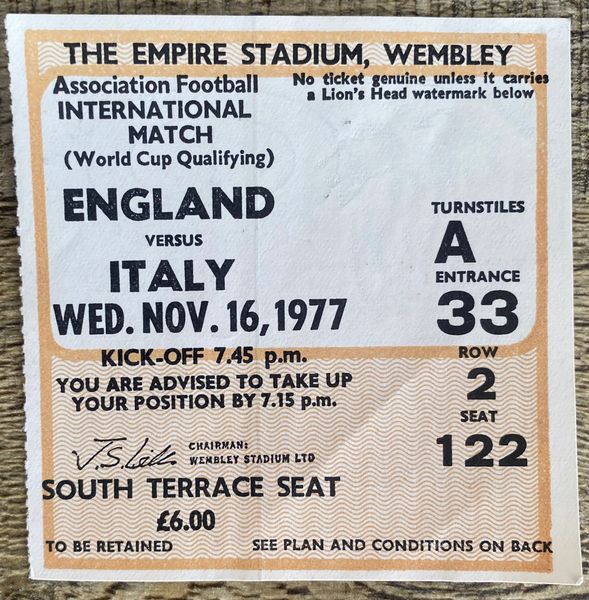 THE EMPIRE STADIUM, WEMBLEY
Association Football
INTERNATIONAL
MATCH
(World Cup Qualifying)
No ticket genuine unless it carries
a Lion's Head watermark below
ENGLAND
VERSUS
ITALY
WED. NOV. 16, 1977
KICK-OFF 7.45 p.m.
YOU ARE ADVISED TO TAKE UP
YOUR POSITION BY 7.15 p.m.
TURNSTILES
A
ENTRANCE
33
ROW
2
SEAT
122
CHAIRMAN:
WEMBLEY STADIUM LTD
SOUTH TERRACE SEAT
£6.00
TO BE RETAINED
SEE PLAN AND CONDITIONS ON BACK